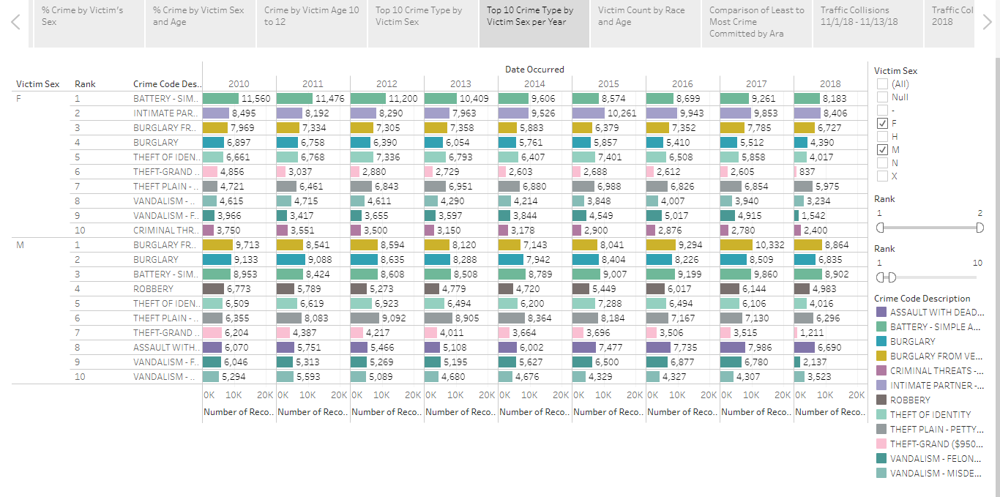 % Crime by Victim's Sex
% Crime by Victim Sex and Age
Crime by Victim Age 10 to 12
Top 10 Crime Type by Victim Sex
Top 10 Crime Type by Victim Sex per Year
Victim Count by Race and Age
Comparison of Least to Most Crime Committed by Ara
Traffic Collisions 11/1/18 - 11/13/18
Traffic Col 2018
Date Occurred
Victim Sex Rank Crime Code Des.. 2010 2011 2012 2013 2014 2015 2016 2017 2018
F 1 BATTERY - SIM.. 11,560 11,476 11,200 10,409 9,606 8,574 8,699 9,261 8,183
2 INTIMATE PAR.. 8,495 8,192 8,290 7,963 9,526 10,261 9,943 9,853 8,406
3 BURGLARY FR.. 7,969 7,334 7,305 7,358 5,883 6,379 7,352 7,785 6,727
4 BURGLARY 6,897 6,758 6,390 6,054 5,761 5,857 5,410 5,512 4,390
5 THEFT OF IDEN.. 6,661 6,768 7,336 6,793 6,407 7,401 6,508 5,858 4,017
6 THEFT-GRAND .. 4,856 3,037 2,880 2,729 2,603 2,688 2,612 2,605 837
7 THEFT PLAIN - .. 4,721 6,461 6,843 6,951 6,880 6,988 6,826 6,854 5,975
8 VANDALISM - .. 4,615 4,715 4,611 4,290 4,214 3,848 4,007 3,940 3,234
9 VANDALISM - F.. 3,966 3,417 3,655 3,597 3,844 4,549 5,017 4,915 1,542
10 CRIMINAL THR.. 3,750 3,551 3,500 3,150 3,178 2,900 2,876 2,780 2,400
M 1 BURGLARY FR.. 9,713 8,541 8,594 8,120 7,143 8,041 9,294 10,332 8,864
2 BURGLARY 9,133 9,088 8,635 8,288 7,942 8,404 8,226 8,509 6,835
3 BATTERY - SIM.. 8,953 8,424 8,608 8,508 8,789 9,007 9,199 9,860 8,902
4 ROBBERY 6,773 5,789 5,273 4,779 4,720 5,449 6,017 6,144 4,983
5 THEFT OF IDEN.. 6,509 6,619 6,923 6,494 6,200 7,288 6,494 6,106 4,016
6 THEFT PLAIN - .. 6,355 8,083 9,092 8,905 8,364 8,184 7,167 7,130 6,296
7 THEFT-GRAND .. 6,204 4,387 4,217 4,011 3,664 3,696 3,506 3,515 1,211
8 ASSAULT WITH.. 6,070 5,751 5,466 5,108 6,002 7,477 7,735 7,986 6,690
9 VANDALISM - F.. 6,046 5,313 5,269 5,195 5,627 6,500 6,877 6,780 2,137
10 VANDALISM - .. 5,294 5,593 5,089 4,680 4,676 4,329 4,327 4,307 3,523
0K 10K 20K 0K 10K 20K 0K 10K 20K 0K 10K 20K 0K 10K 20K 0K 10K 20K 0K 10K 20K 0K 10K 20K 0K 10K 20K
Number of Reco.. Number of Reco.. Number of Reco.. Number of Reco.. Number of Reco.. Number of Reco.. Number of Reco.. Number of Reco.. Number of Reco..
Victim Sex
(All)
Null
-
F
H
M
N
X
Rank
1 2
Rank
1 10
Crime Code Description
ASSAULT WITH DEAD...
BATTERY - SIMPLE A...
BURGLARY
BURGLARY FROM VE...
CRIMINAL THREATS -...
INTIMATE PARTNER -...
ROBBERY
THEFT OF IDENTITY
THEFT PLAIN - PETTY...
THEFT-GRAND ($950...
VANDALISM - FELON...
VANDALISM - MISDE...